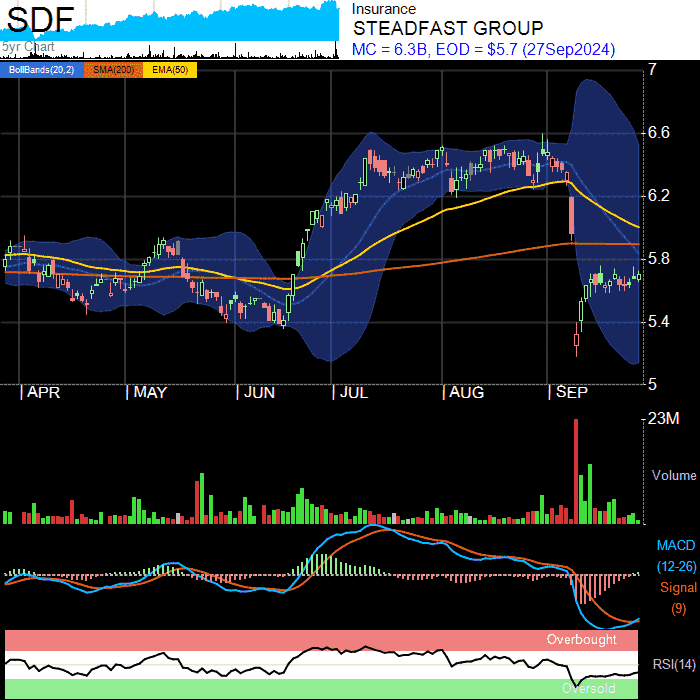 SDF
5yr Chart
Insurance
STEADFAST GROUP
MC = 6.3B, EOD = $5.7 (27Sep2024)
BollBands(20,2) SMA(200) EMA(50)
7
6.6
6.2
5.8
5.4
5
APR MAY JUN JUL AUG SEP
23M
Volume
MACD
(12-26)
Signal
(9)
Overbought
RSI(14)
Oversold